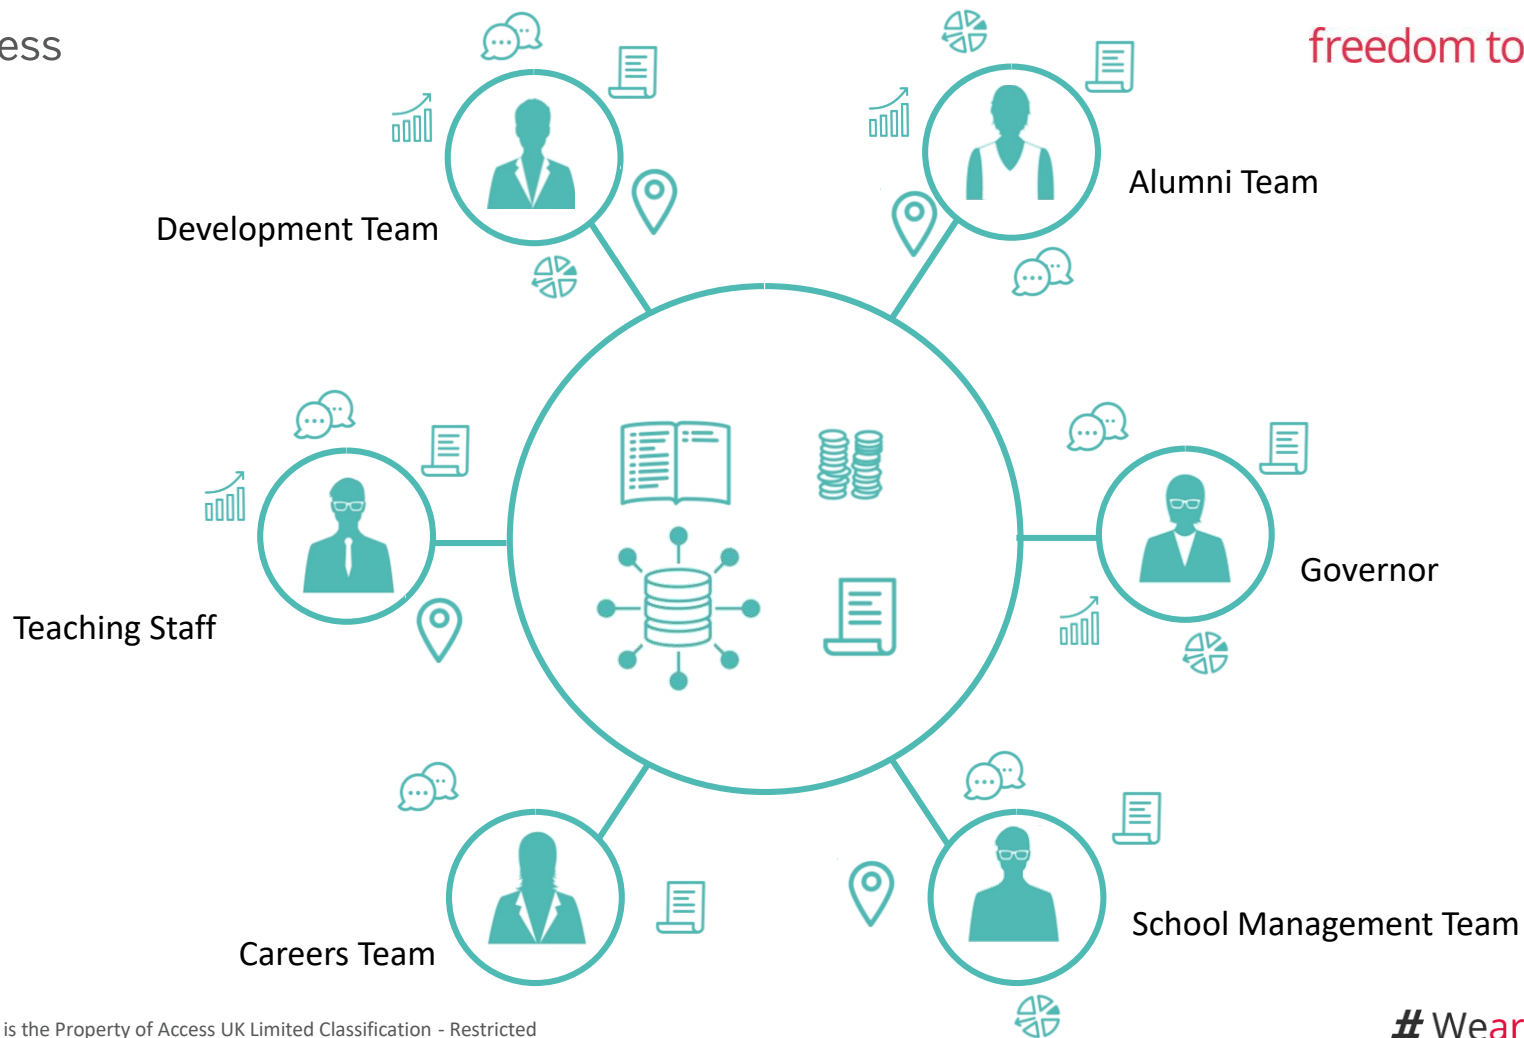 ess
freedom to
Alumni Team
Development Team
Governor
Teaching Staff
School Management Team
Careers Team
is the Property of Access UK Limited Classification - Restricted
# Wear